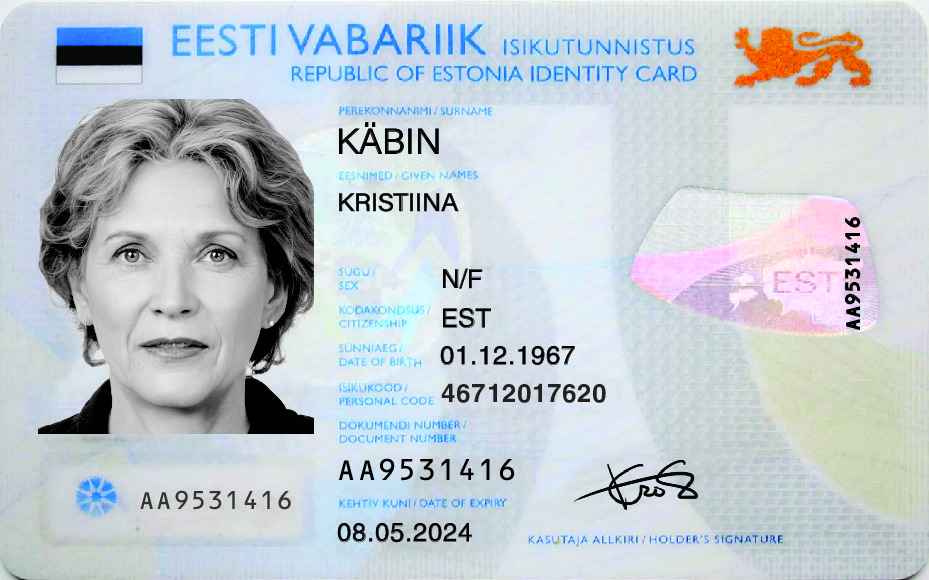 EESTI VABARIIK ISIKUTUNNISTUS
REPUBLIC OF ESTONIA IDENTITY CARD
PEREKONNANIMI / SURNAME
KÄBIN
EESNIMED / GIVEN NAMES
KRISTIINA
SUGU /
SEX
N/F
KODAKONDSUS /
CITIZENSHIP
EST
SÜNNIAEG /
DATE OF BIRTH
01.12.1967
ISIKUKOOD /
PERSONAL CODE
46712017620
DOKUMENDI NUMBER /
DOCUMENT NUMBER
AA9531416
KEHTIV KUNI / DATE OF EXPIRY
08.05.2024
AA9531416
EST
AA9531416
KASUTAJA ALLKIRI / HOLDER'S SIGNATURE